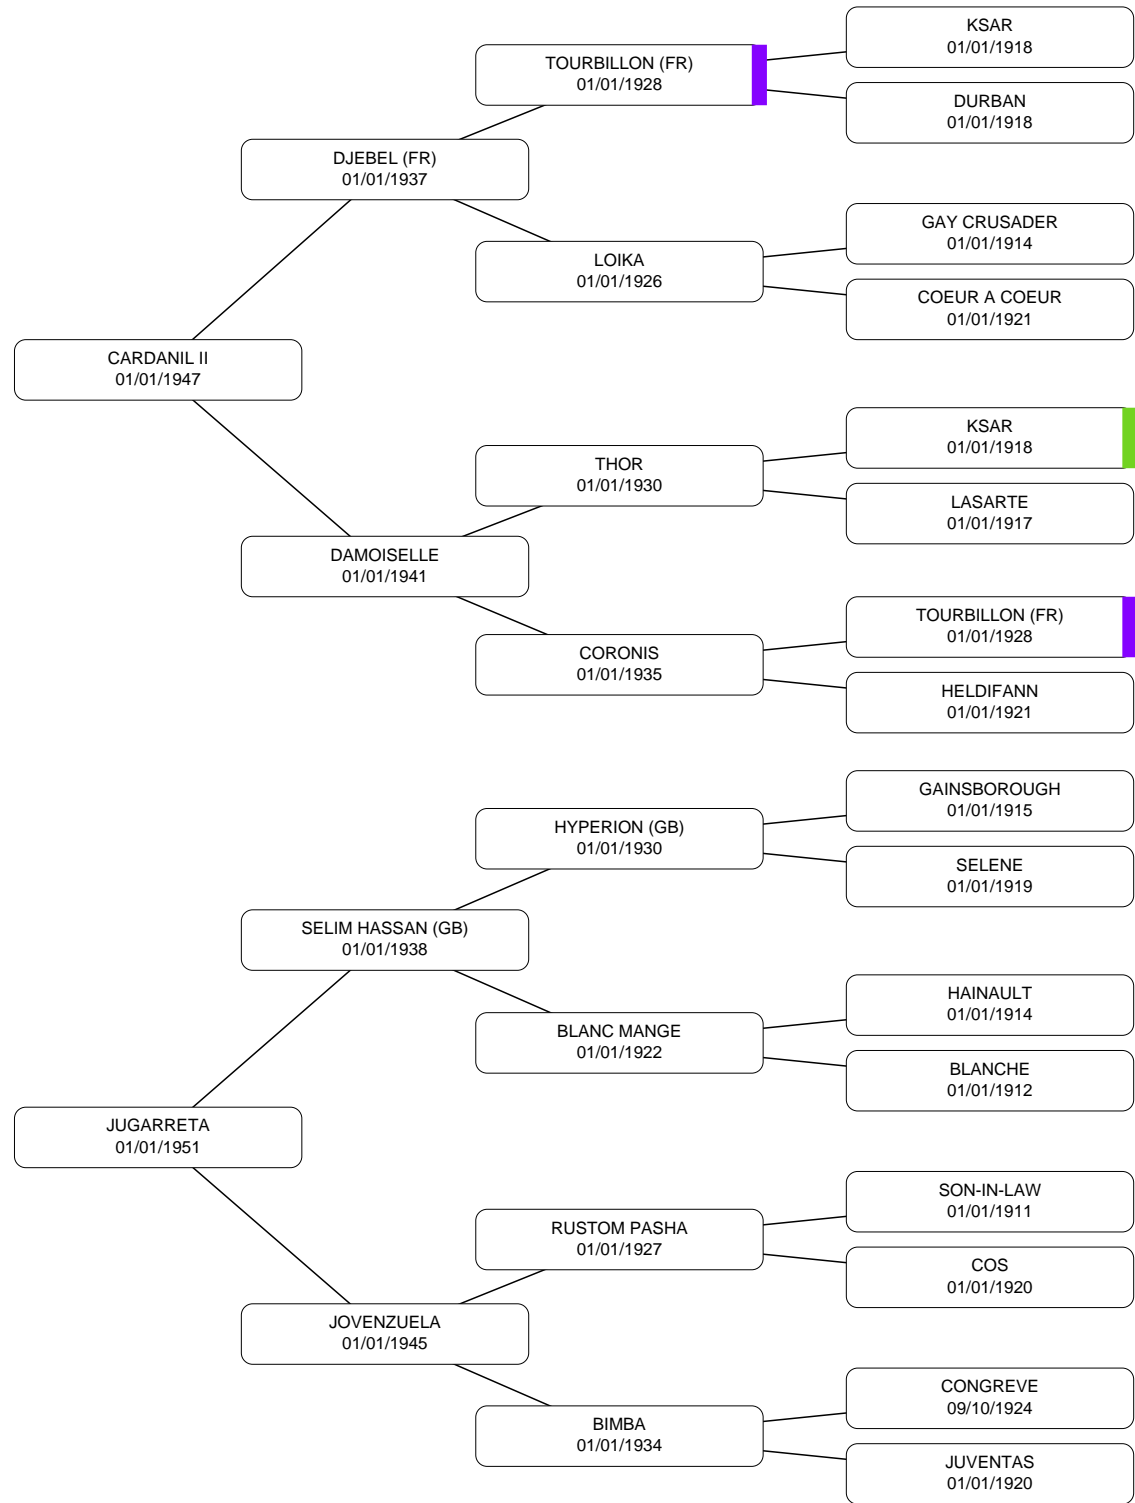 KSAR
01/01/1918
TOURBILLON (FR)
01/01/1928
DURBAN
01/01/1918
DJEBEL (FR)
01/01/1937
GAY CRUSADER
01/01/1914
LOIKA
01/01/1926
COEUR A COEUR
01/01/1921
CARDANIL II
01/01/1947
KSAR
01/01/1918
THOR
01/01/1930
LASARTE
01/01/1917
DAMOISELLE
01/01/1941
TOURBILLON (FR)
01/01/1928
CORONIS
01/01/1935
HELDIFANN
01/01/1921
GAINSBOROUGH
01/01/1915
HYPERION (GB)
01/01/1930
SELENE
01/01/1919
SELIM HASSAN (GB)
01/01/1938
HAINAULT
01/01/1914
BLANC MANGE
01/01/1922
BLANCHE
01/01/1912
JUGARRETA
01/01/1951
SON-IN-LAW
01/01/1911
RUSTOM PASHA
01/01/1927
COS
01/01/1920
JOVENZUELA
01/01/1945
CONGREVE
09/10/1924
BIMBA
01/01/1934
JUVENTAS
01/01/1920